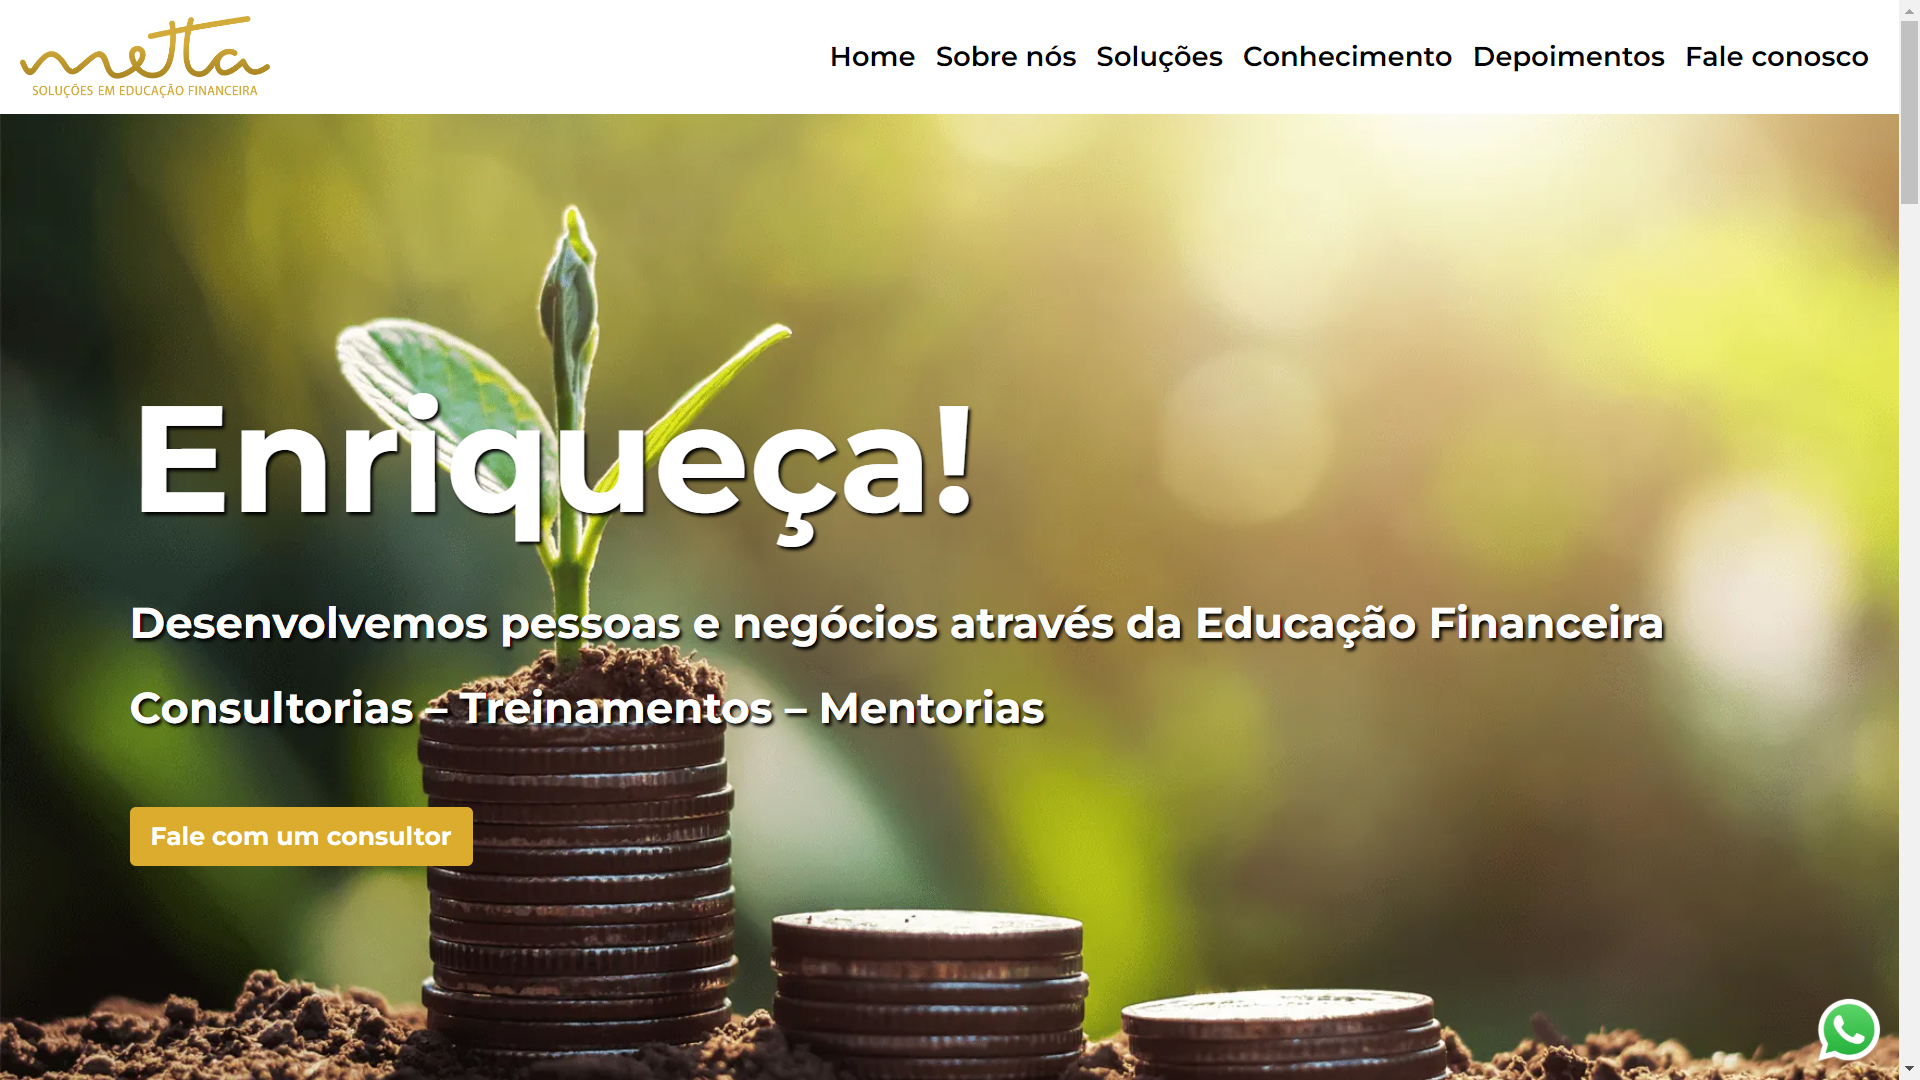 metta
SOLUÇÕES EM EDUCAÇÃO FINANCEIRA
Home Sobre nós Soluções Conhecimento Depoimentos Fale conosco
Enriqueça!
Desenvolvemos pessoas e negócios através da Educação Financeira
Consultorias – Treinamentos – Mentorias
Fale com um consultor